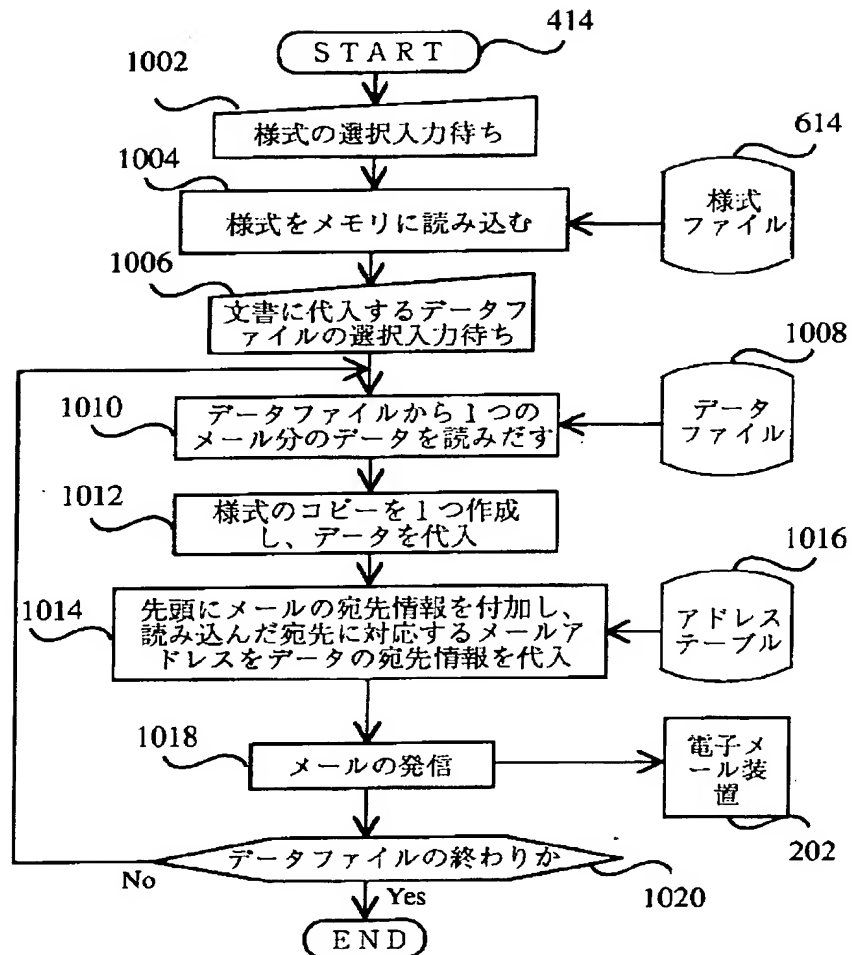 START
414
1002
様式の選択入力待ち
1004
様式をメモリに読み込む
614
様式
ファイル
1006
文書に代入するデータフ
ァイルの選択入力待ち
1008
データ
ファイル
1010
データファイルから1つの
メール分のデータを読みだす
1012
様式のコピーを1つ作成
し、データを代入
1016
アドレス
テーブル
1014
先頭にメールの宛先情報を付加し、
読み込んだ宛先に対応するメールア
ドレスをデータの宛先情報を代入
1018
メールの発信
電子メ
ール装
置
202
データファイルの終わりか
No
Yes
1020
END